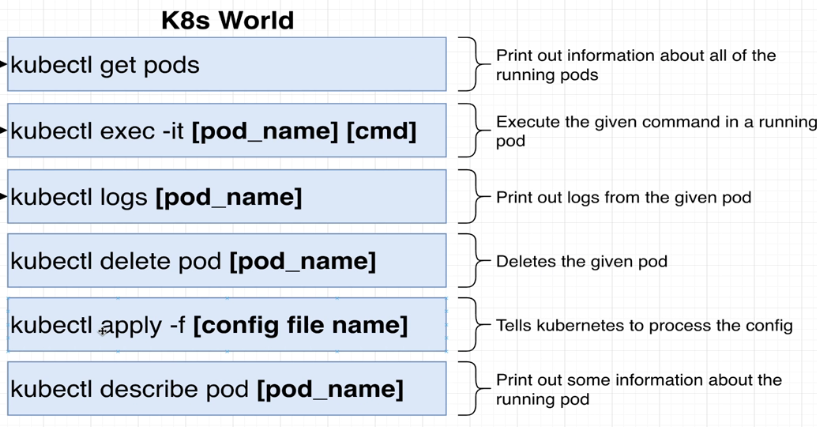 K8s World
kubectl get pods
Print out information about all of the
running pods
kubectl exec -it [pod_name] [cmd]
Execute the given command in a running
pod
kubectl logs [pod_name]
Print out logs from the given pod
kubectl delete pod [pod_name]
Deletes the given pod
kubectl apply -f [config file name]
Tells kubernetes to process the config
kubectl describe pod [pod_name]
Print out some information about the
running pod